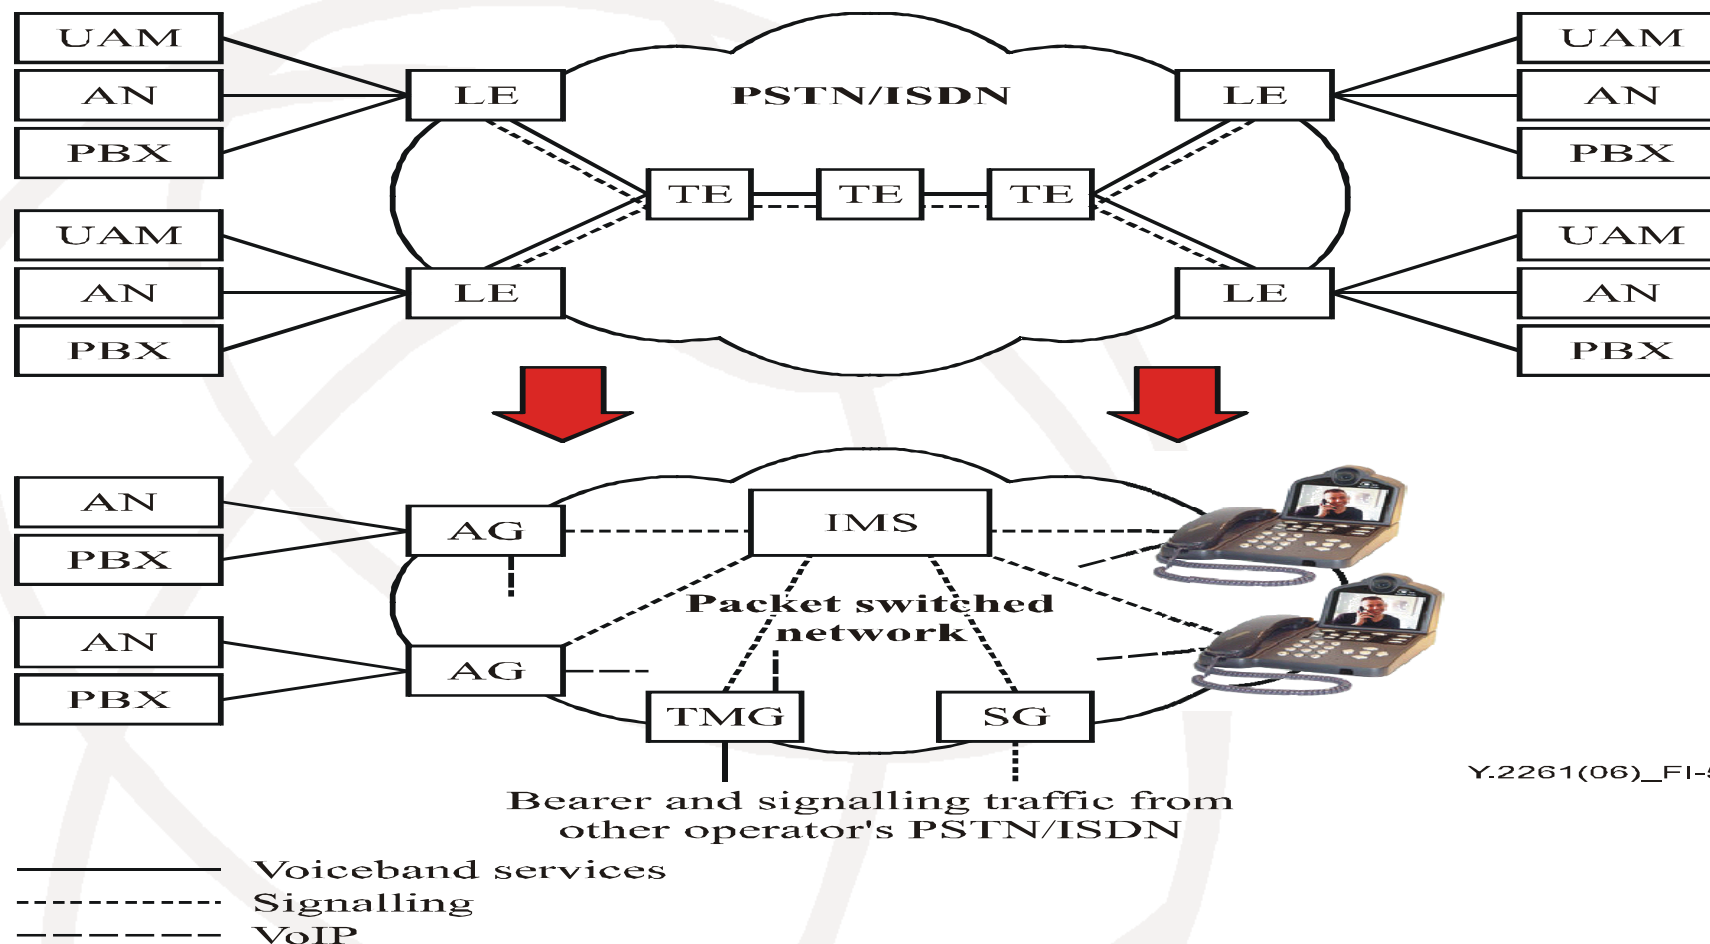 UAM
AN
PBX
UAM
AN
PBX
LE
LE
PSTN/ISDN
TE
TE
TE
LE
LE
UAM
AN
PBX
UAM
AN
PBX
AN
PBX
AN
PBX
AG
AG
IMS
Packet switched
network
TMG
SG
Bearer and signalling traffic from
other operator's PSTN/ISDN
Y.2261(06)_FI-5
Voiceband services
Signalling
VoIP